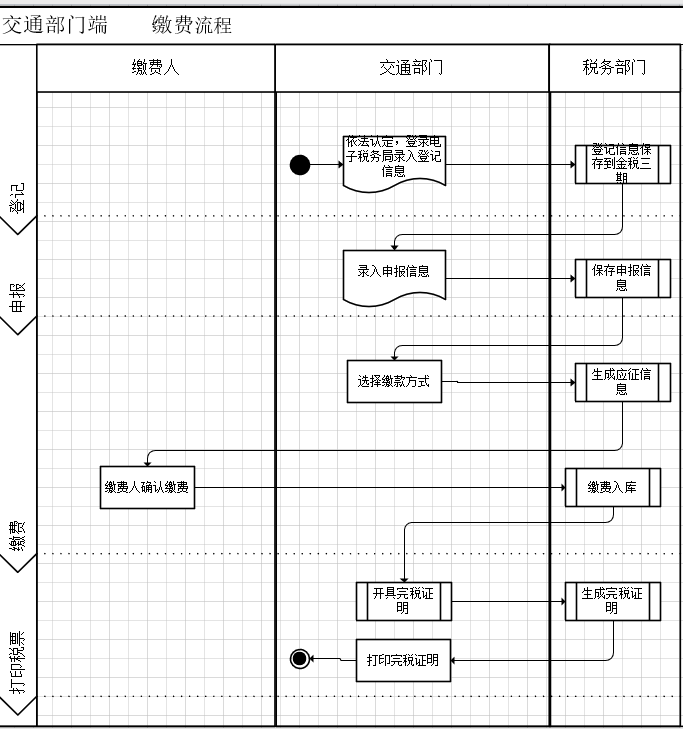 交通部门端 缴费流程
缴费人
交通部门
税务部门
登记
依法认定，登录电
子税务局录入登记
信息
登记信息保
存到金税三
期
申报
录入申报信息
保存申报信
息
缴费
选择缴款方式
生成应征信
息
缴费人确认缴费
缴费入库
打印税票
开具完税证
明
生成完税证
明
打印完税证明